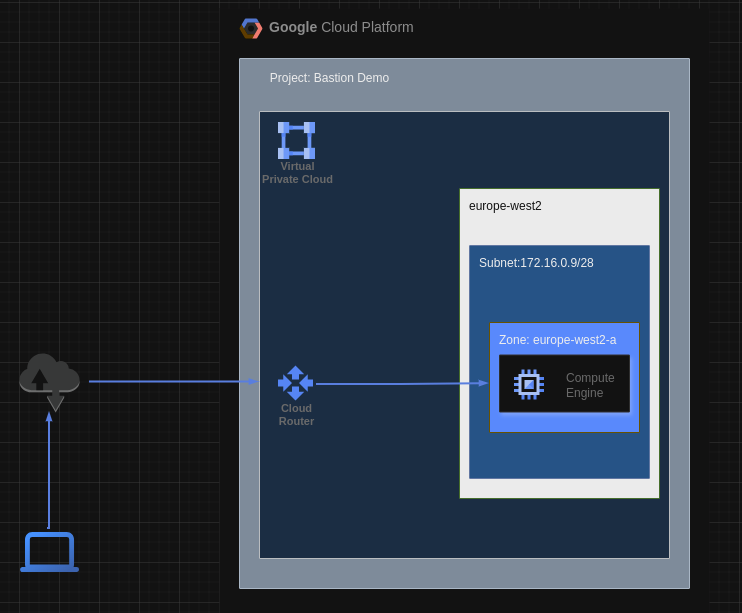 Google Cloud Platform
Project: Bastion Demo
Virtual
Private Cloud
europe-west2
Subnet:172.16.0.9/28
Zone: europe-west2-a
Compute
Engine
Cloud
Router